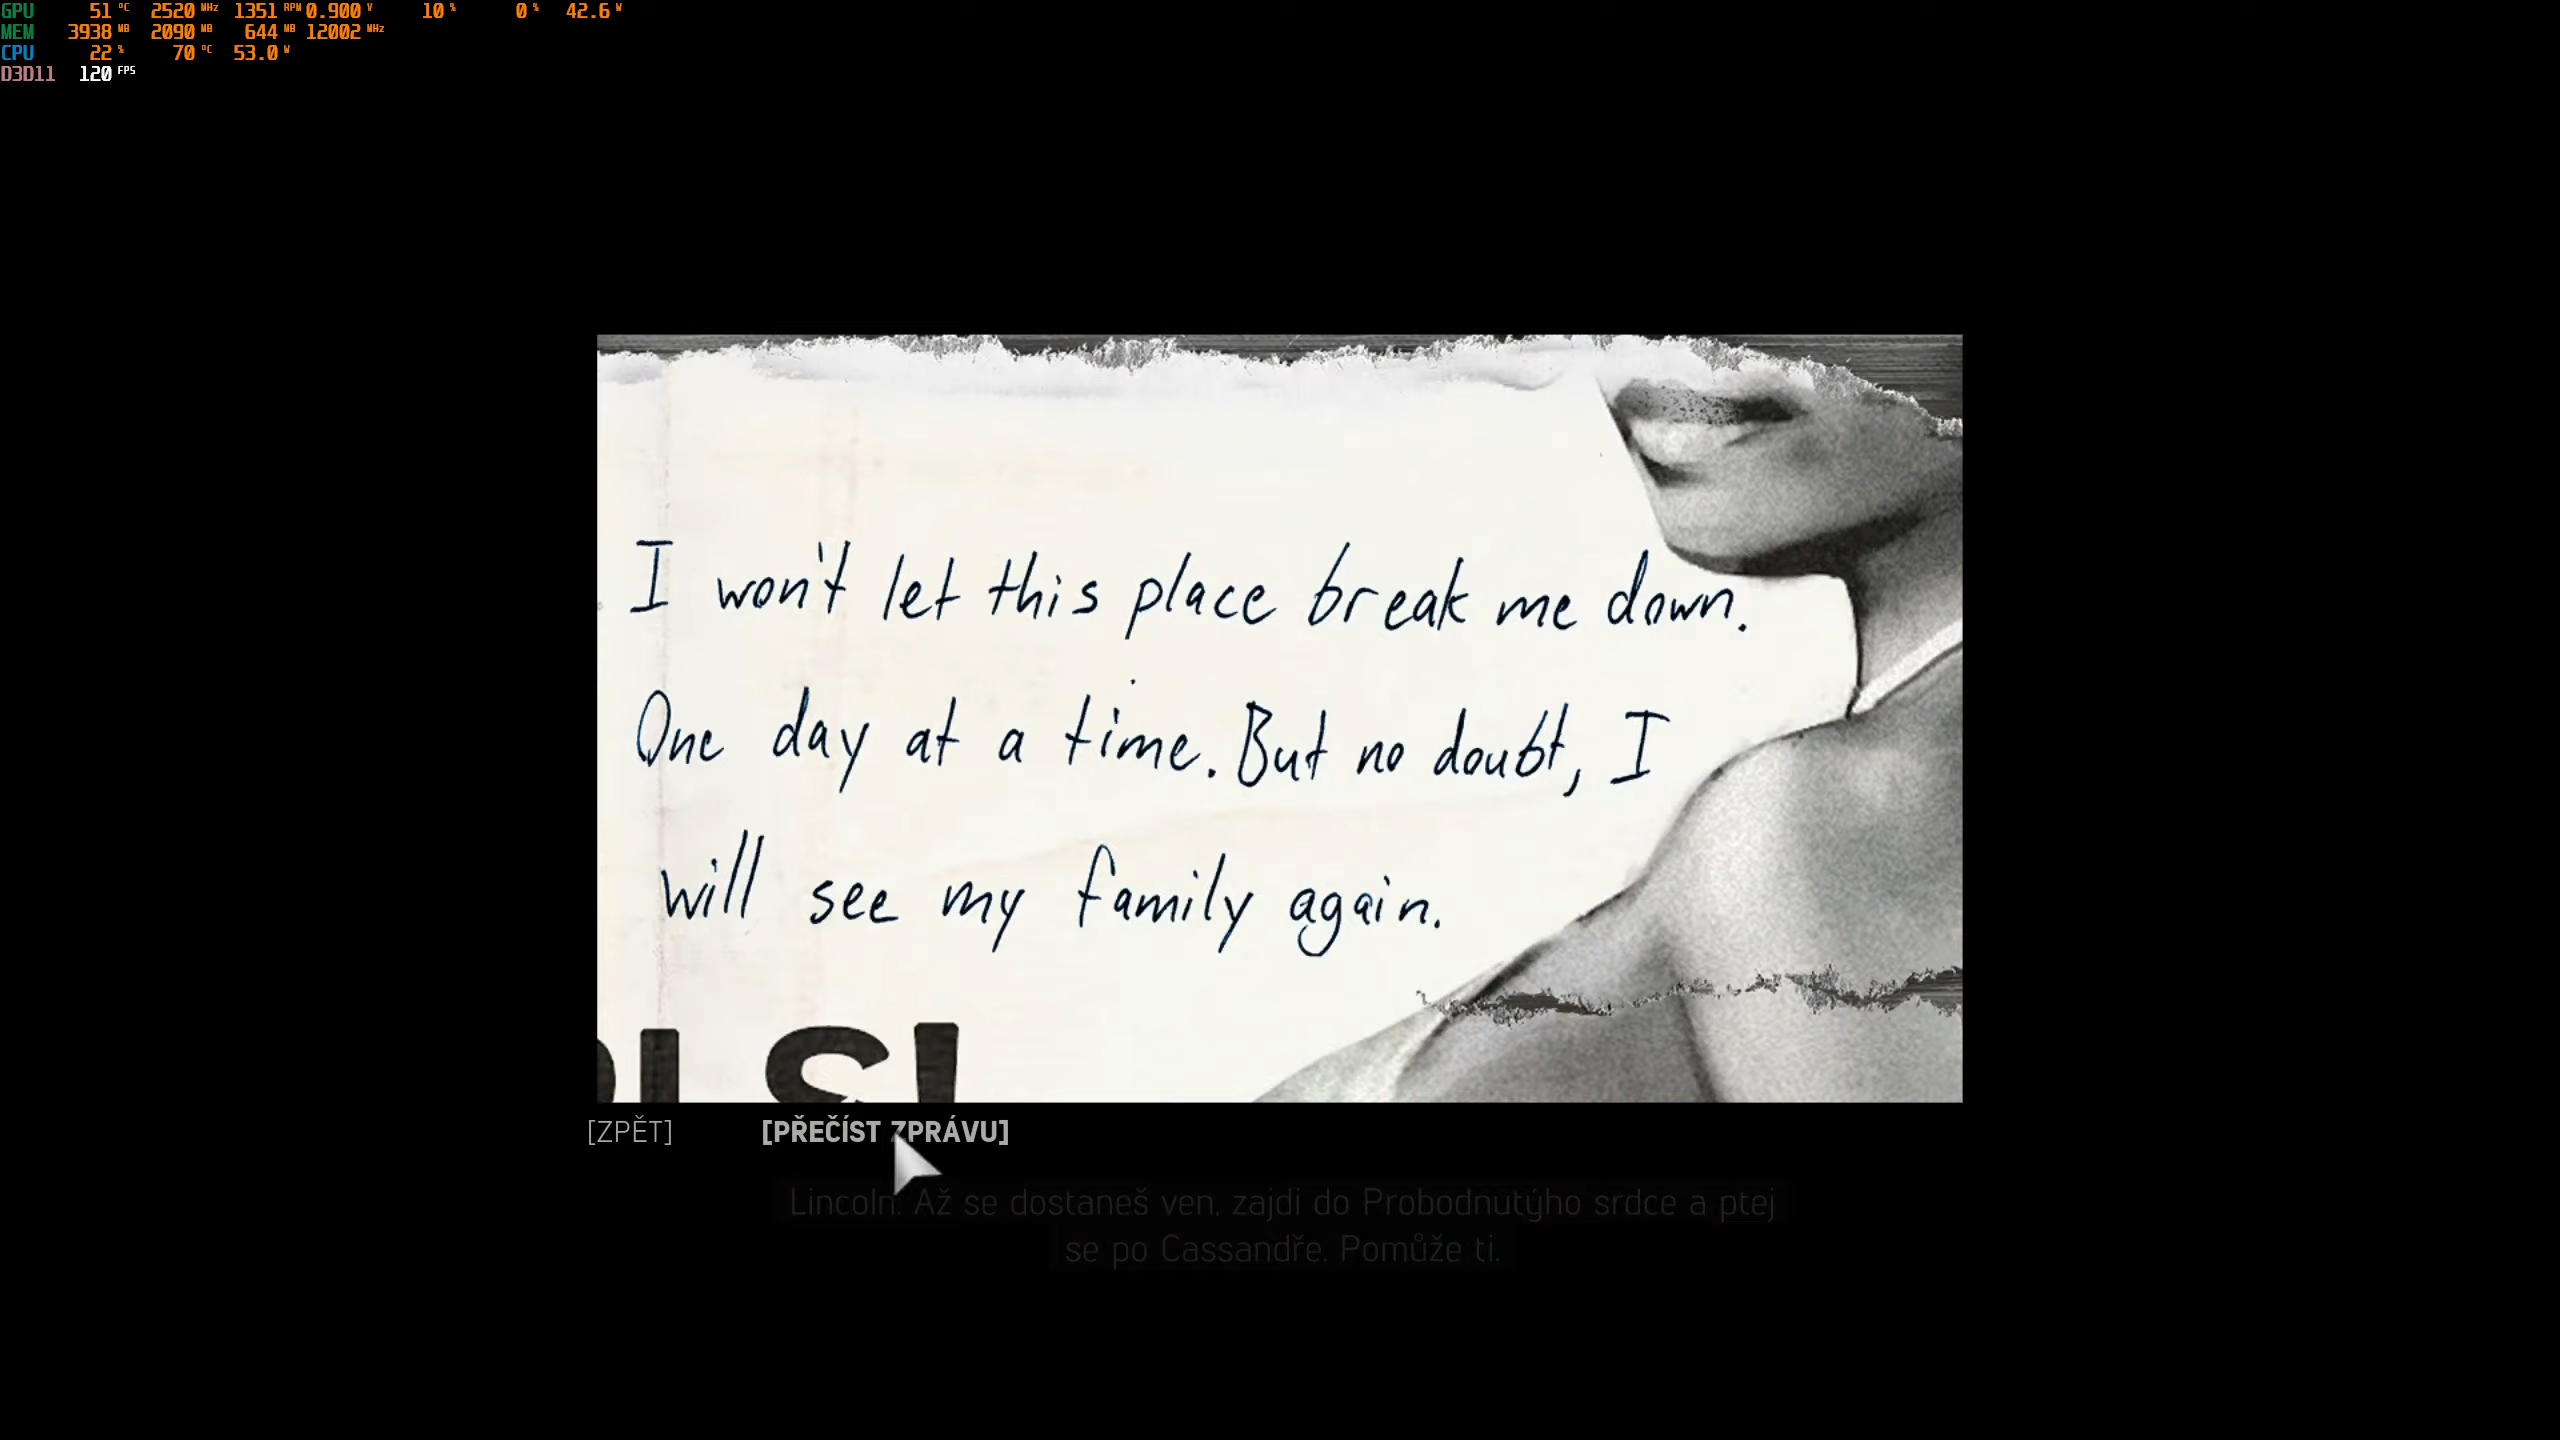 GPU 51 °C 2520 MHz 1351 RPM 0.900 V 10 % 0 % 42.6 W
MEM 3938 MB 2090 MB 644 MB 12002 MHz
CPU 22 % 70 °C 53.0 W
D3D11 120 FPS
I won't let this place break me down.
One day at a time. But no doubt, I
will see my family again.
LS!
[ZPĚT] [PŘEČÍST ZPRÁVU]
Lincoln: Až se dostaneš ven, zajdi do Probodnutýho srdce a ptej
se po Cassandře. Pomůže ti.